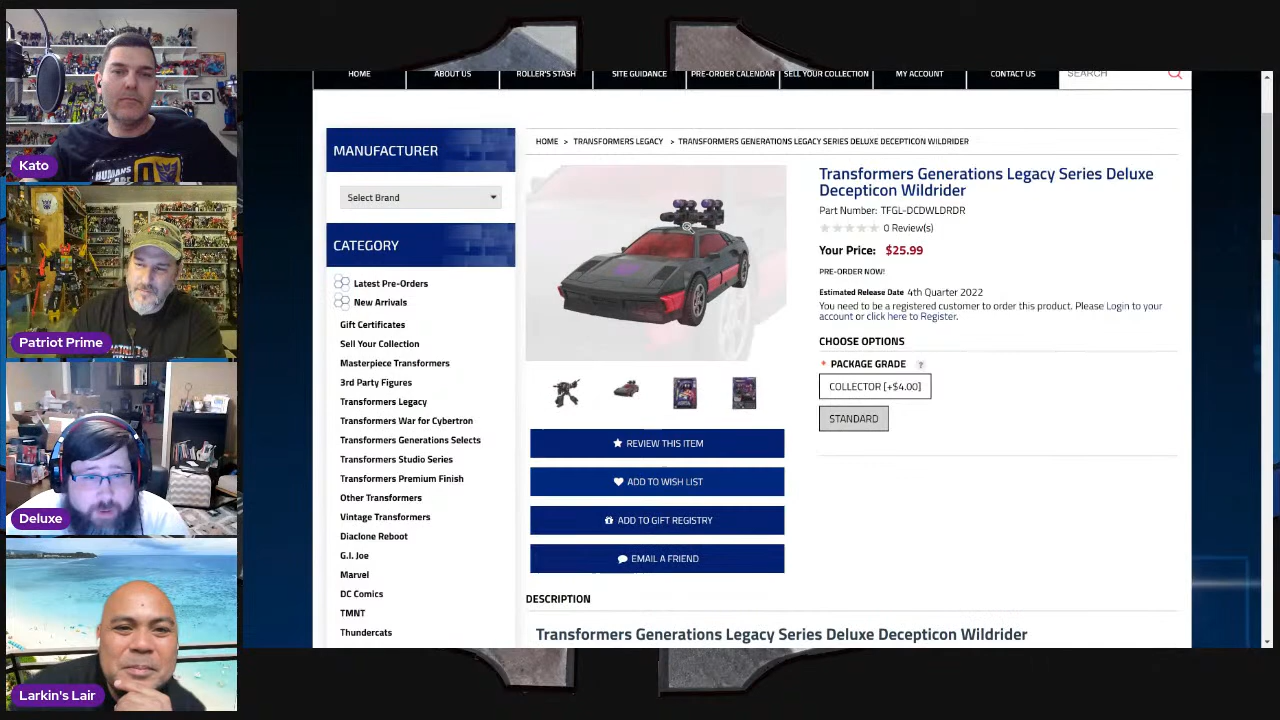 Kato
HUMANS
Patriot Prime
Deluxe
Larkin's Lair
HOME
ABOUT US
ROLLER'S STASH
SITE GUIDANCE
PRE-ORDER CALENDAR
SELL YOUR COLLECTION
MY ACCOUNT
CONTACT US
SEARCH
MANUFACTURER
Select Brand
CATEGORY
Latest Pre-Orders
New Arrivals
Gift Certificates
Sell Your Collection
Masterpiece Transformers
3rd Party Figures
Transformers Legacy
Transformers War for Cybertron
Transformers Generations Selects
Transformers Studio Series
Transformers Premium Finish
Other Transformers
Vintage Transformers
Diaclone Reboot
G.I. Joe
Marvel
DC Comics
TMNT
Thundercats
HOME > TRANSFORMERS LEGACY > TRANSFORMERS GENERATIONS LEGACY SERIES DELUXE DECEPTICON WILDRIDER
REVIEW THIS ITEM
ADD TO WISH LIST
ADD TO GIFT REGISTRY
EMAIL A FRIEND
Transformers Generations Legacy Series Deluxe
Decepticon Wildrider
Part Number: TFGL-DCDWLDRDR
0 Review(s)
Your Price: $25.99
PRE-ORDER NOW!
Estimated Release Date 4th Quarter 2022
You need to be a registered customer to order this product. Please Login to your
account or click here to Register.
CHOOSE OPTIONS
* PACKAGE GRADE ?
COLLECTOR [+$4.00]
STANDARD
DESCRIPTION
Transformers Generations Legacy Series Deluxe Decepticon Wildrider